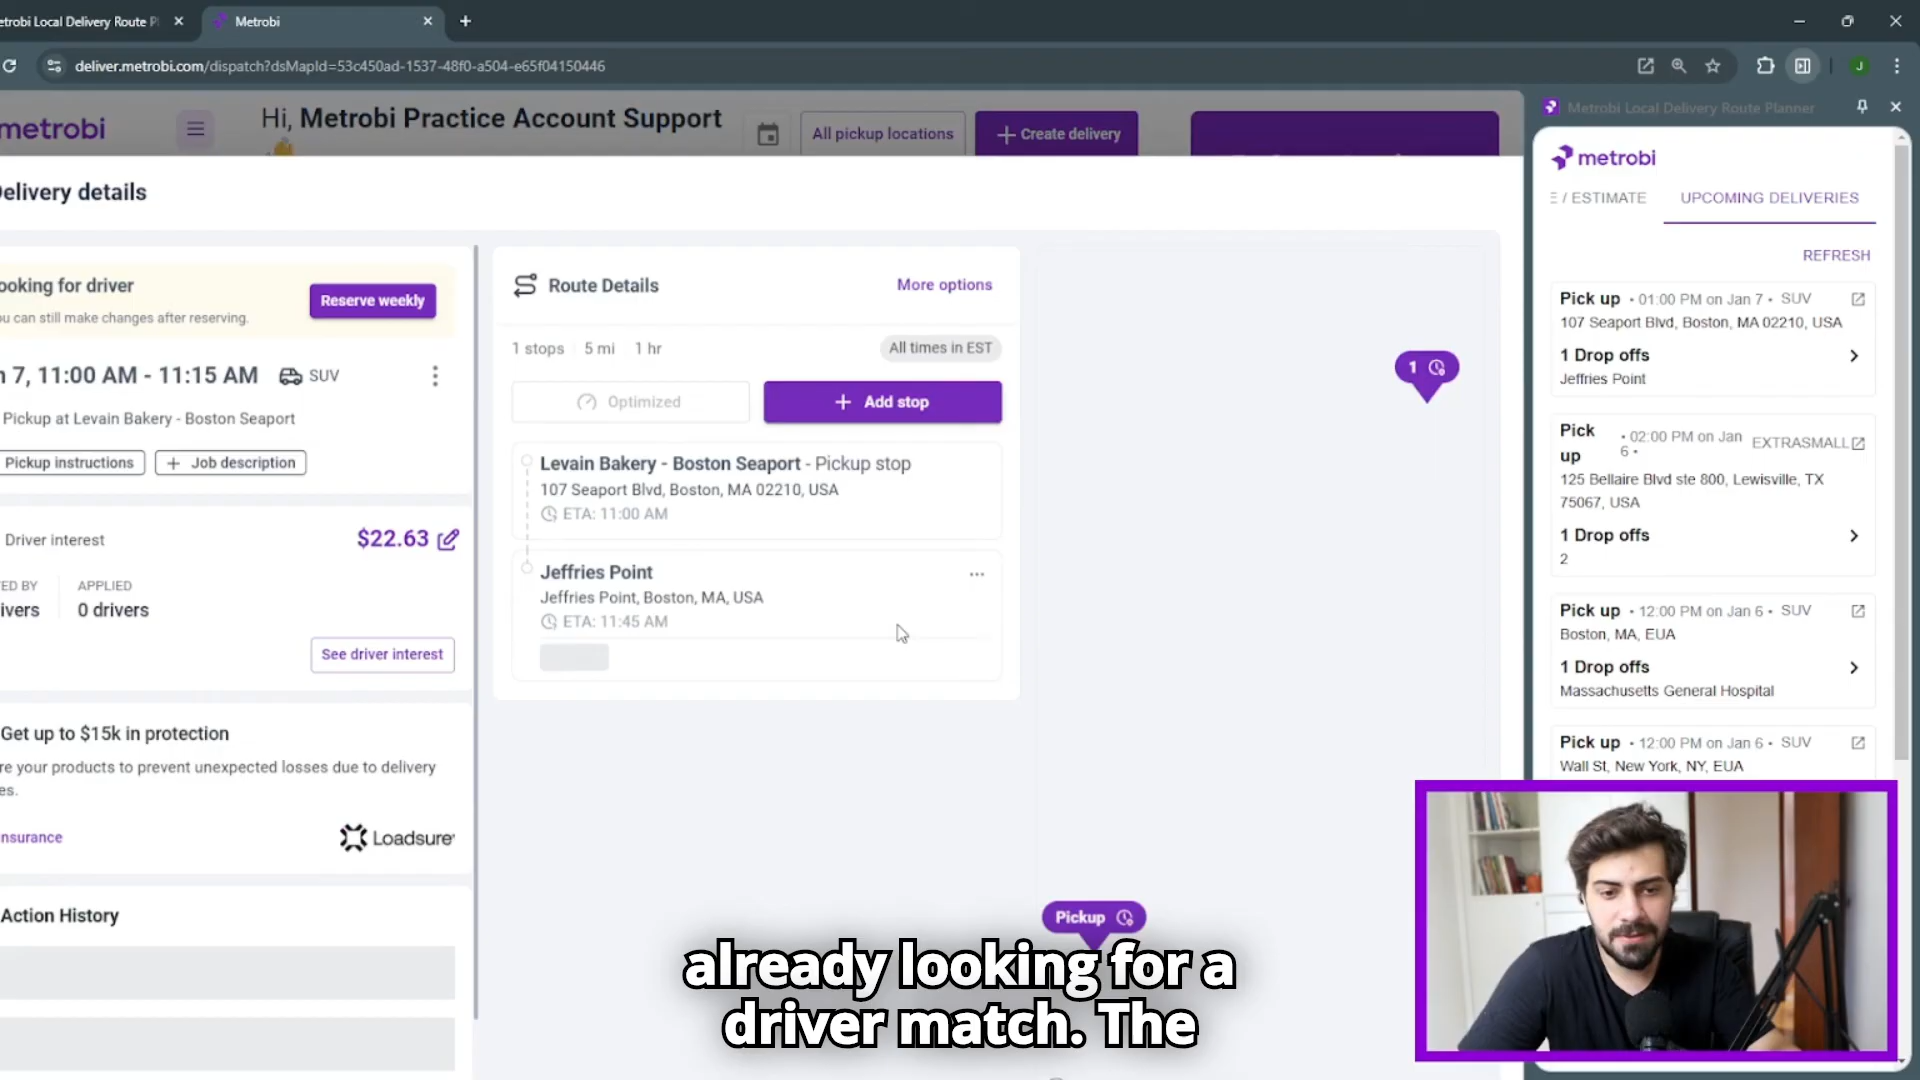 etrobi Local Delivery Route P
Metrobi
deliver.metrobi.com/dispatch?dsMapId=53c450ad-1537-48f0-a504-e65f04150446
J
metrobi
Hi, Metrobi Practice Account Support
All pickup locations
Create delivery
Delivery details
ooking for driver
ou can still make changes after reserving.
Reserve weekly
n 7, 11:00 AM - 11:15 AM SUV
Pickup at Levain Bakery - Boston Seaport
Pickup instructions
+ Job description
Driver interest
$22.63
TED BY
APPLIED
ivers
0 drivers
See driver interest
Get up to $15k in protection
re your products to prevent unexpected losses due to delivery
es.
nsurance
Loadsure
Action History
Route Details
More options
1 stops 5 mi 1 hr
All times in EST
Optimized
+ Add stop
Levain Bakery - Boston Seaport - Pickup stop
107 Seaport Blvd, Boston, MA 02210, USA
ETA: 11:00 AM
Jeffries Point
Jeffries Point, Boston, MA, USA
ETA: 11:45 AM
1
Pickup
Metrobi Local Delivery Route Planner
metrobi
E / ESTIMATE
UPCOMING DELIVERIES
REFRESH
Pick up • 01:00 PM on Jan 7 • SUV
107 Seaport Blvd, Boston, MA 02210, USA
1 Drop offs
Jeffries Point
Pick up • 02:00 PM on Jan 6 • EXTRASMALL
125 Bellaire Blvd ste 800, Lewisville, TX
75067, USA
1 Drop offs
2
Pick up • 12:00 PM on Jan 6 • SUV
Boston, MA, EUA
1 Drop offs
Massachusetts General Hospital
Pick up • 12:00 PM on Jan 6 • SUV
Wall St, New York, NY, EUA
already looking for a
driver match. The